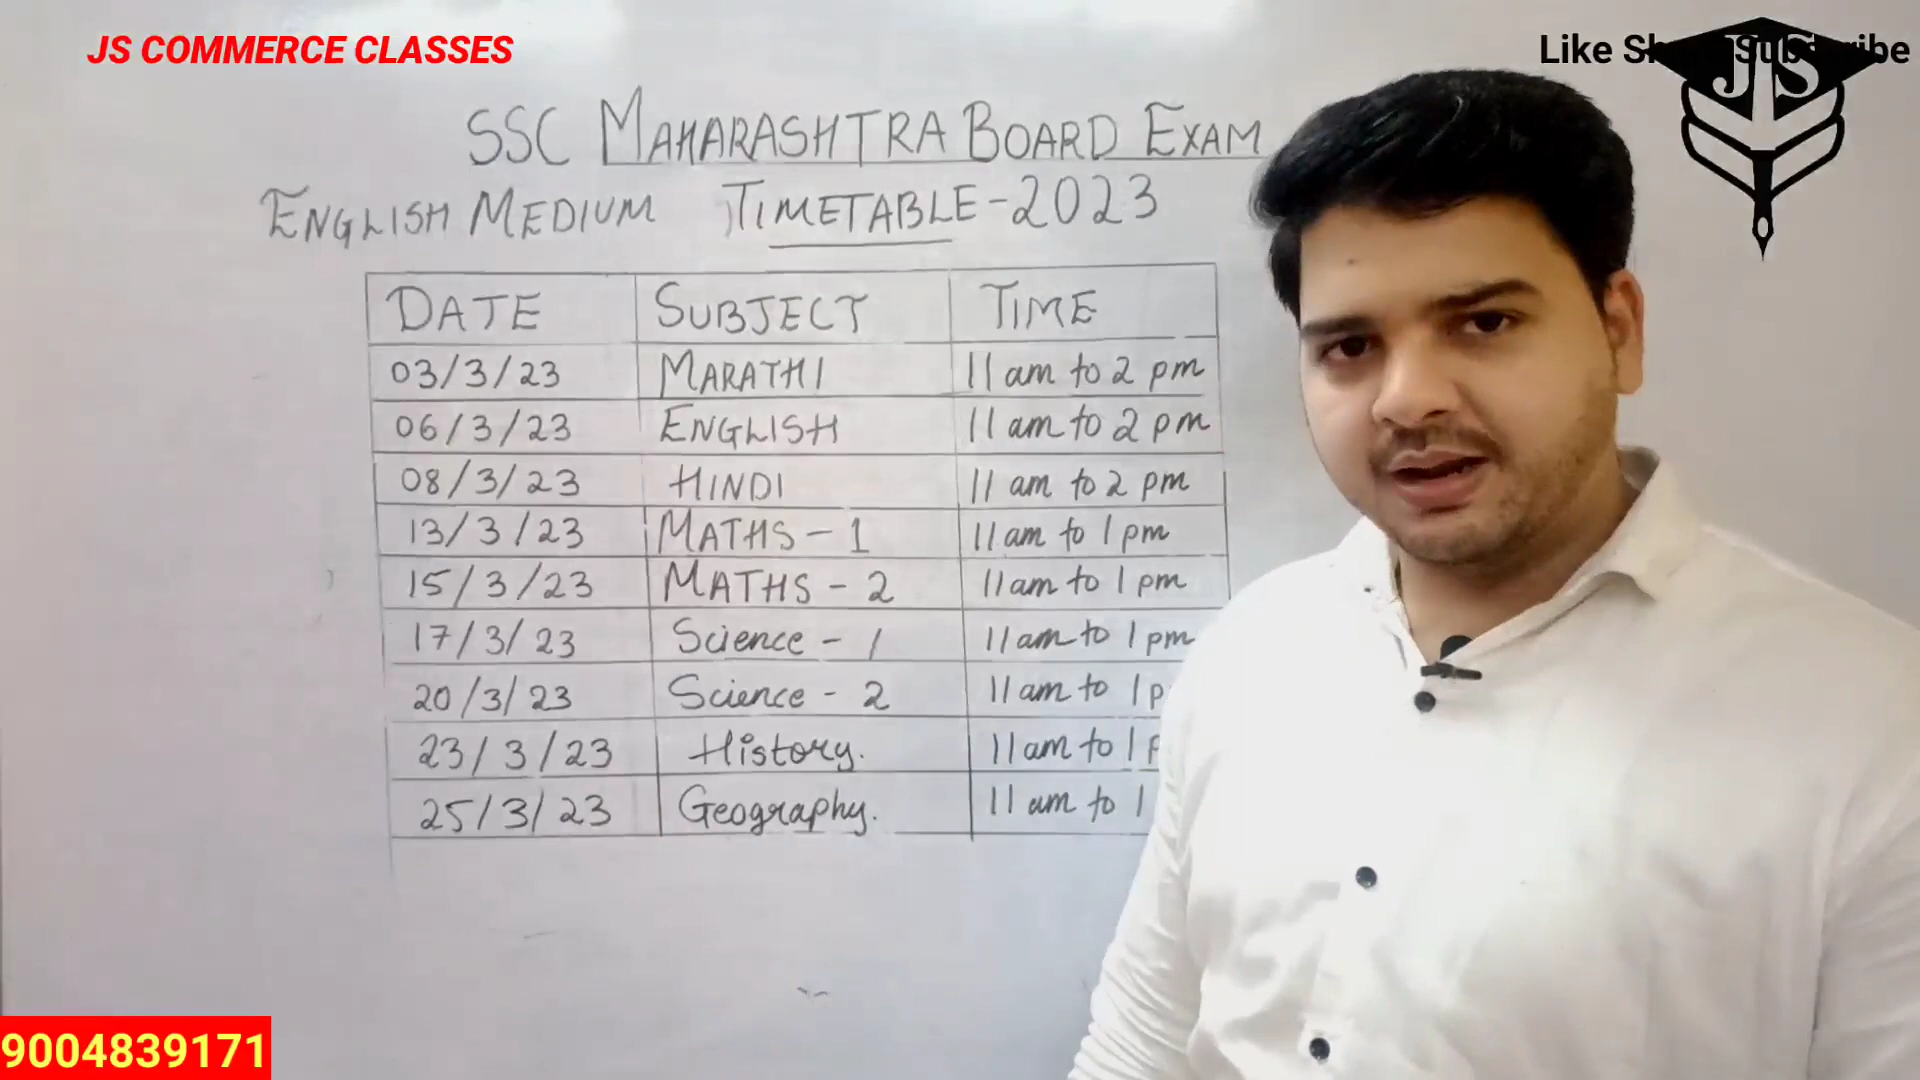 JS COMMERCE CLASSES
Like Share Subscribe
JS
SSC MAHARASHTRA BOARD EXAM
ENGLISH MEDIUM TIMETABLE-2023
DATE SUBJECT TIME
03/3/23 MARATHI 11 am to 2 pm
06/3/23 ENGLISH 11 am to 2 pm
08/3/23 HINDI 11 am to 2 pm
13/3/23 MATHS - 1 11 am to 1 pm
15/3/23 MATHS - 2 11 am to 1 pm
17/3/23 Science - 1 11 am to 1 pm
20/3/23 Science - 2 11 am to 1 p
23/3/23 History. 11 am to 1 p
25/3/23 Geography. 11 am to 1
9004839171